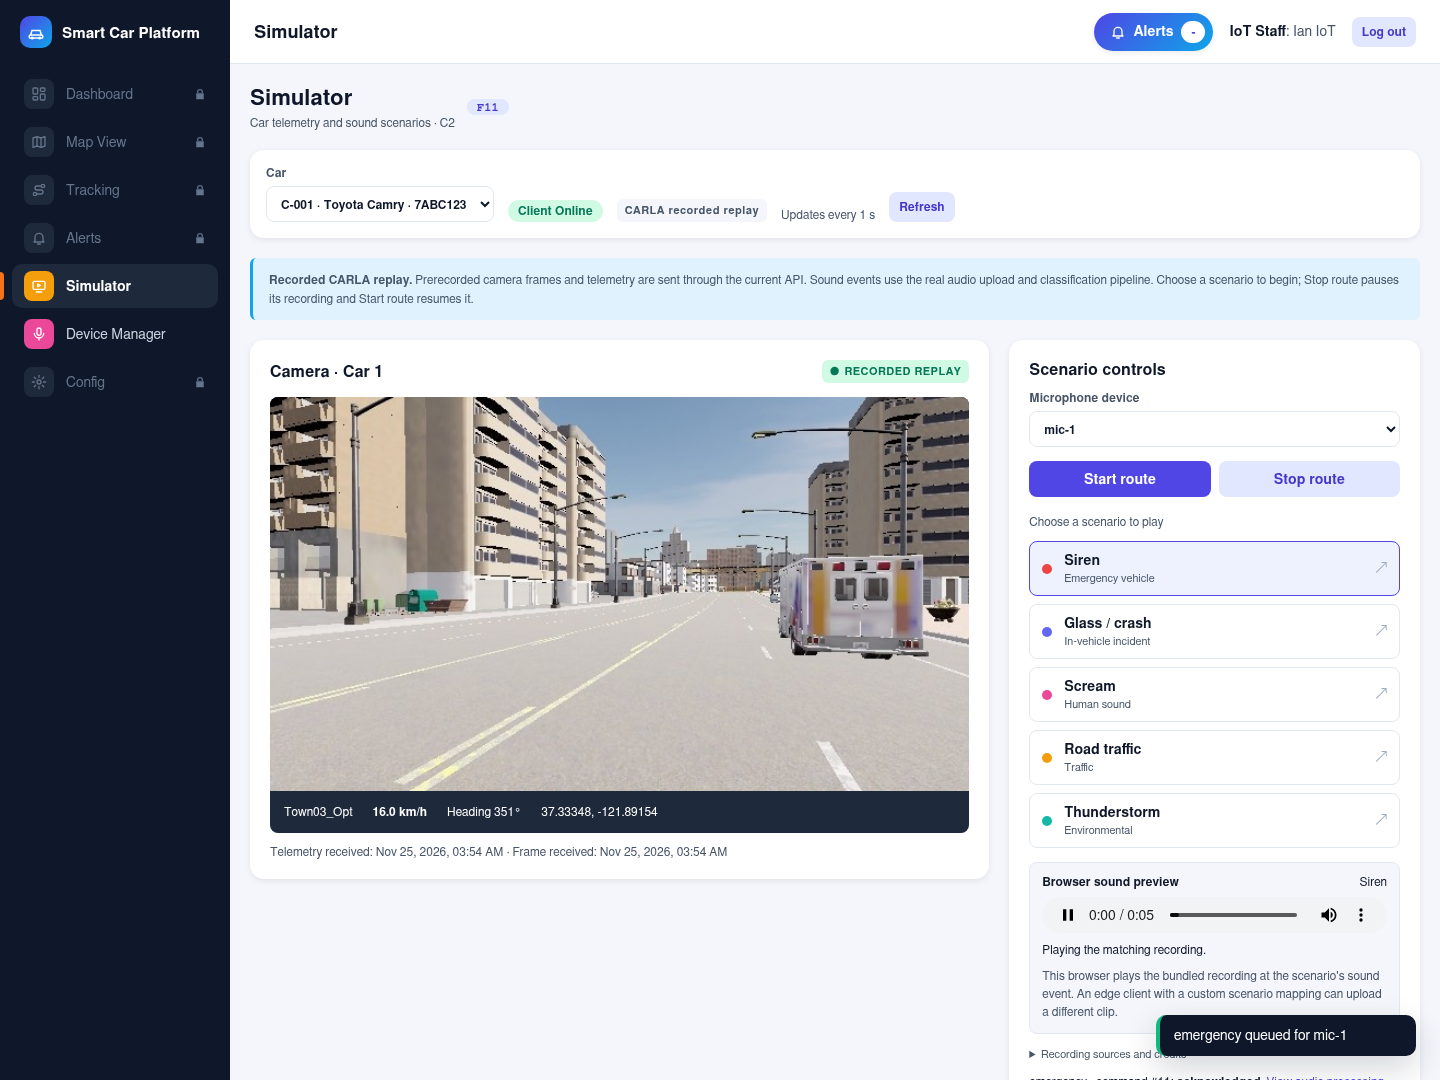 Smart Car Platform
Dashboard
Map View
Tracking
Alerts
Simulator
Device Manager
Config
Simulator
Alerts -
IoT Staff: Ian IoT
Log out
Simulator
F11
Car telemetry and sound scenarios · C2
Car
C-001 · Toyota Camry · 7ABC123
Client Online
CARLA recorded replay
Updates every 1 s
Refresh
Recorded CARLA replay. Prerecorded camera frames and telemetry are sent through the current API. Sound events use the real audio upload and classification pipeline. Choose a scenario to begin; Stop route pauses
its recording and Start route resumes it.
Camera · Car 1
RECORDED REPLAY
Town03_Opt 16.0 km/h Heading 351° 37.33348, -121.89154
Telemetry received: Nov 25, 2026, 03:54 AM · Frame received: Nov 25, 2026, 03:54 AM
Scenario controls
Microphone device
mic-1
Start route
Stop route
Choose a scenario to play
Siren
Emergency vehicle
Glass / crash
In-vehicle incident
Scream
Human sound
Road traffic
Traffic
Thunderstorm
Environmental
Browser sound preview
Siren
0:00 / 0:05
Playing the matching recording.
This browser plays the bundled recording at the scenario's sound
event. An edge client with a custom scenario mapping can upload
a different clip.
Recording sources and credits
emergency queued for mic-1